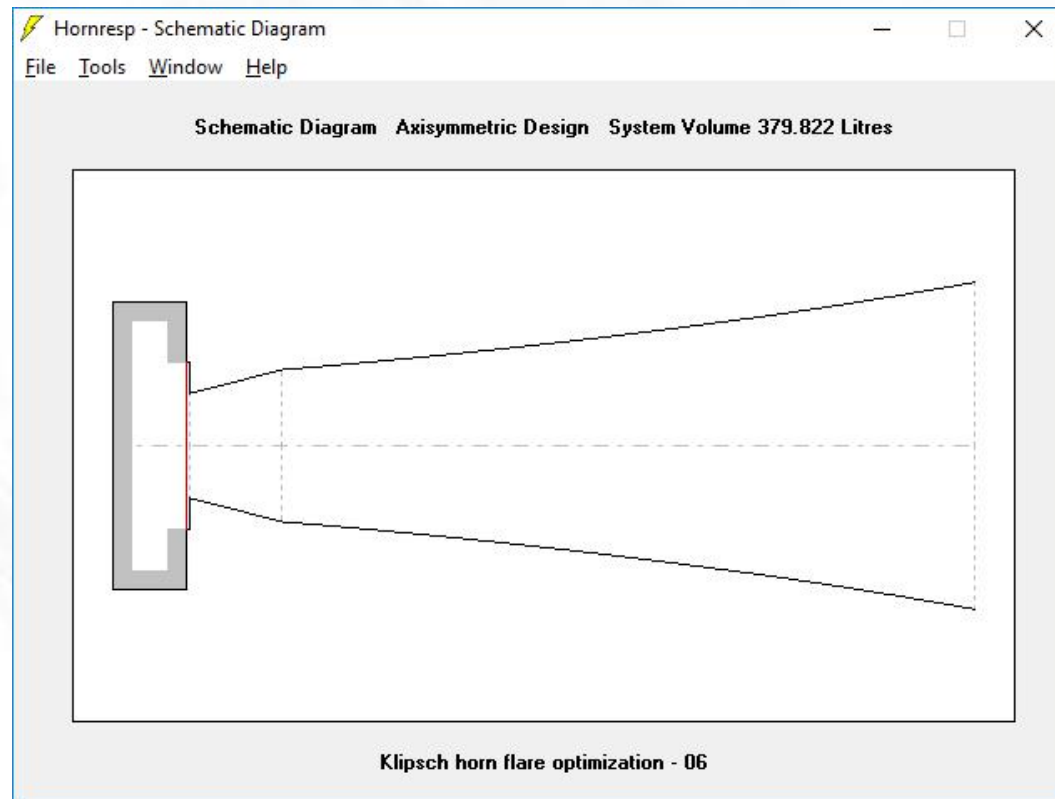 Hornresp - Schematic Diagram
File Tools Window Help
Schematic Diagram Axisymmetric Design System Volume 379.822 Litres
Klipsch horn flare optimization - 06